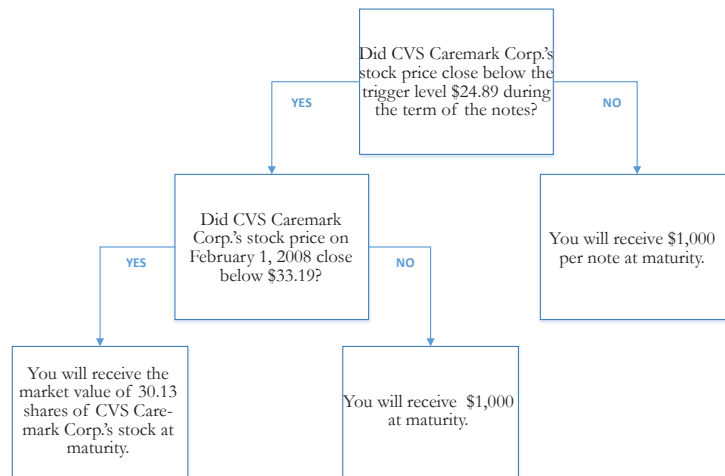 Did CVS Caremark Corp.'s
stock price close below the
trigger level $24.89 during
the term of the notes?
YES
NO
Did CVS Caremark
Corp.'s stock price on
February 1, 2008 close
below $33.19?
You will receive $1,000
per note at maturity.
YES
NO
You will receive the
market value of 30.13
shares of CVS Care-
mark Corp.'s stock at
maturity.
You will receive $1,000
at maturity.